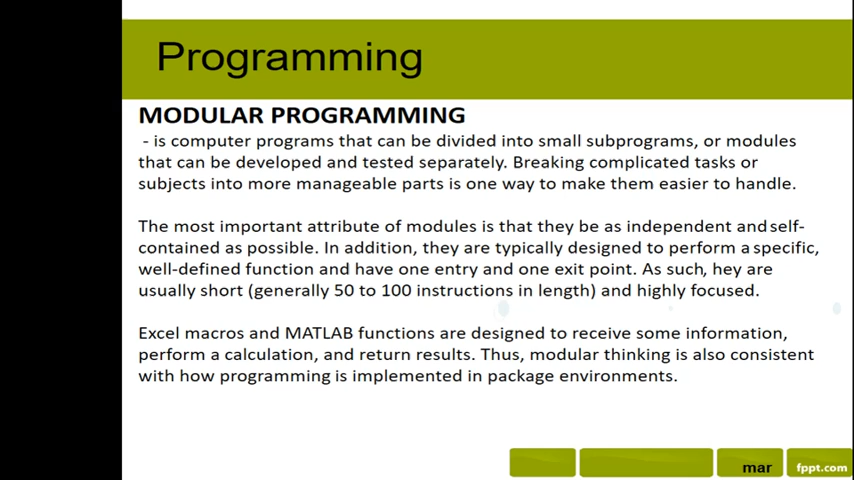 Programming
MODULAR PROGRAMMING
- is computer programs that can be divided into small subprograms, or modules
that can be developed and tested separately. Breaking complicated tasks or
subjects into more manageable parts is one way to make them easier to handle.
The most important attribute of modules is that they be as independent and self-
contained as possible. In addition, they are typically designed to perform a specific,
well-defined function and have one entry and one exit point. As such, hey are
usually short (generally 50 to 100 instructions in length) and highly focused.
Excel macros and MATLAB functions are designed to receive some information,
perform a calculation, and return results. Thus, modular thinking is also consistent
with how programming is implemented in package environments.
mar
fppt.com